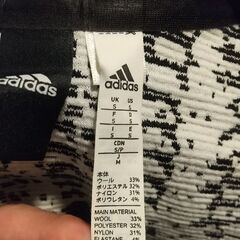 adidas
adidas
UK US
S S
F D
S S
I E
S S
CDN
S/P
J
M
本体
ウール 33%
ポリエステル 32%
ナイロン 31%
ポリウレタン 4%
MAIN MATERIAL
WOOL 33%
POLYESTER 32%
NYLON 31%
ELASTANE 4%